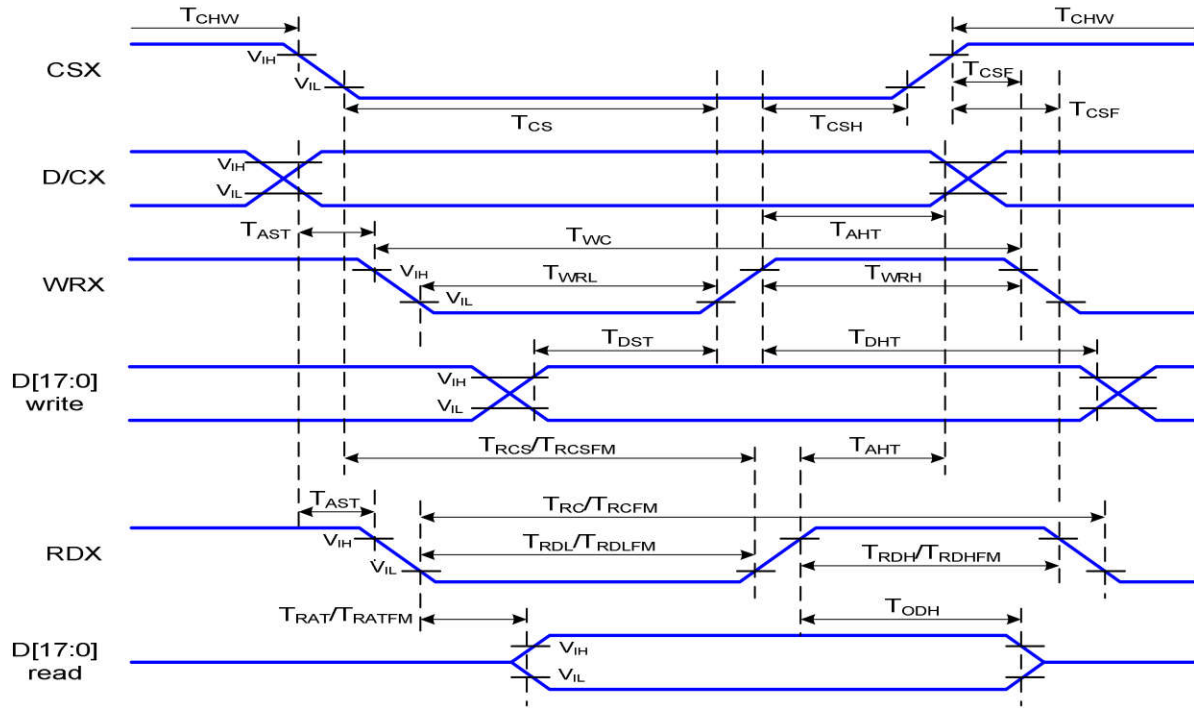 TCHW TCHW
CSX VIH VIL TCSF
TCSF
TCS TCSH
D/CX VIH VIL
TAST TWC TAHT
WRX VIH VIL TWRL TWRH
TDST TDHT
D[17:0]
write
VIH
VIL
TRCS/TRCSFM TAHT
TAST TRC/TRCFM
RDX VIH VIL TRDL/TRDLFM TRDH/TRDHFM
TRAT/TRATFM TODH
D[17:0]
read
VIH
VIL